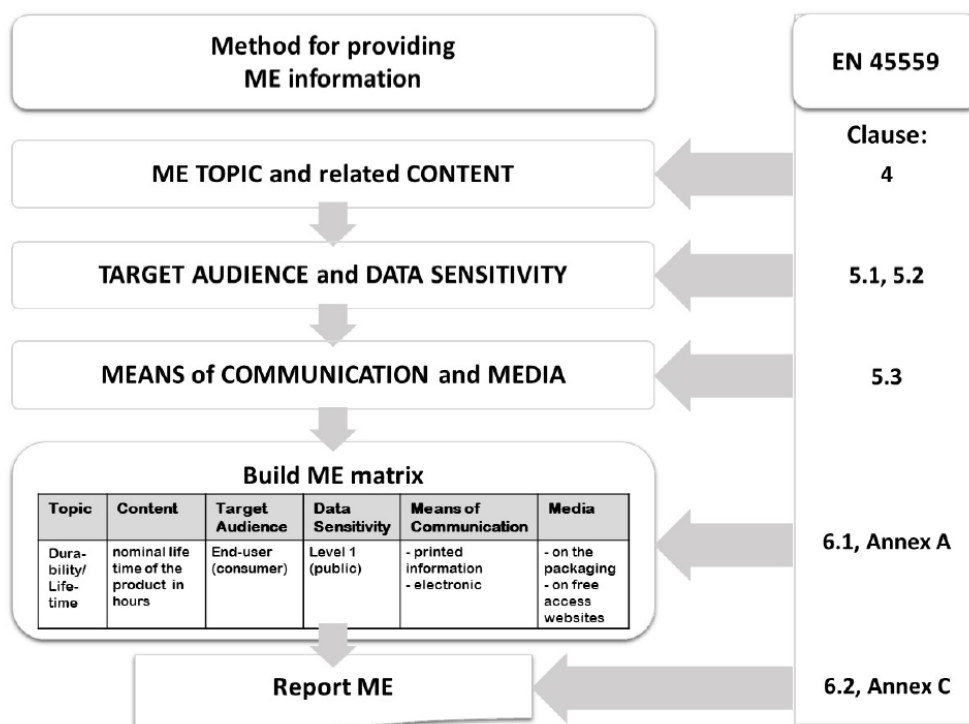 Method for providing
ME information
EN 45559
Clause:
ME TOPIC and related CONTENT
4
TARGET AUDIENCE and DATA SENSITIVITY
5.1, 5.2
MEANS of COMMUNICATION and MEDIA
5.3
Build ME matrix
Topic
Content
Target
Audience
Data
Sensitivity
Means of
Communication
Media
Dura-
bility/
Life-
time
nominal life
time of the
product in
hours
End-user
(consumer)
Level 1
(public)
- printed
information
- electronic
- on the
packaging
- on free
access
websites
6.1, Annex A
Report ME
6.2, Annex C